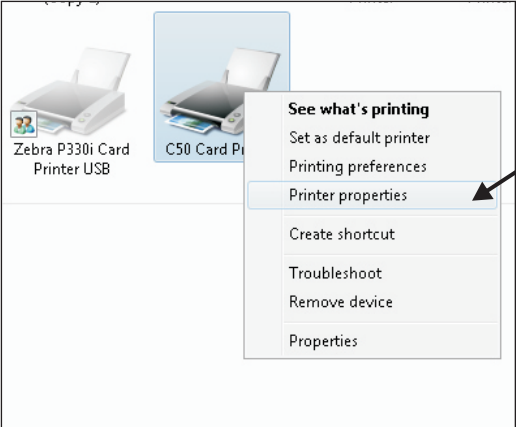 Zebra P330i Card
Printer USB
C50 Card
See what's printing
Set as default printer
Printing preferences
Printer properties
Create shortcut
Troubleshoot
Remove device
Properties